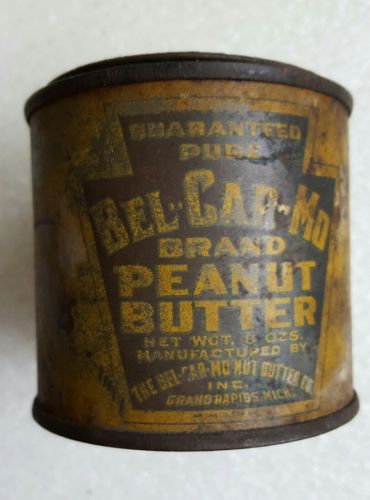 GUARANTEED
PURE
BEL-CAR-MO
BRAND
PEANUT
BUTTER
NET WGT. 8 OZS.
MANUFACTURED BY
THE BEL-CAR-MO NUT BUTTER CO.
INC.
GRAND RAPIDS, MICH.